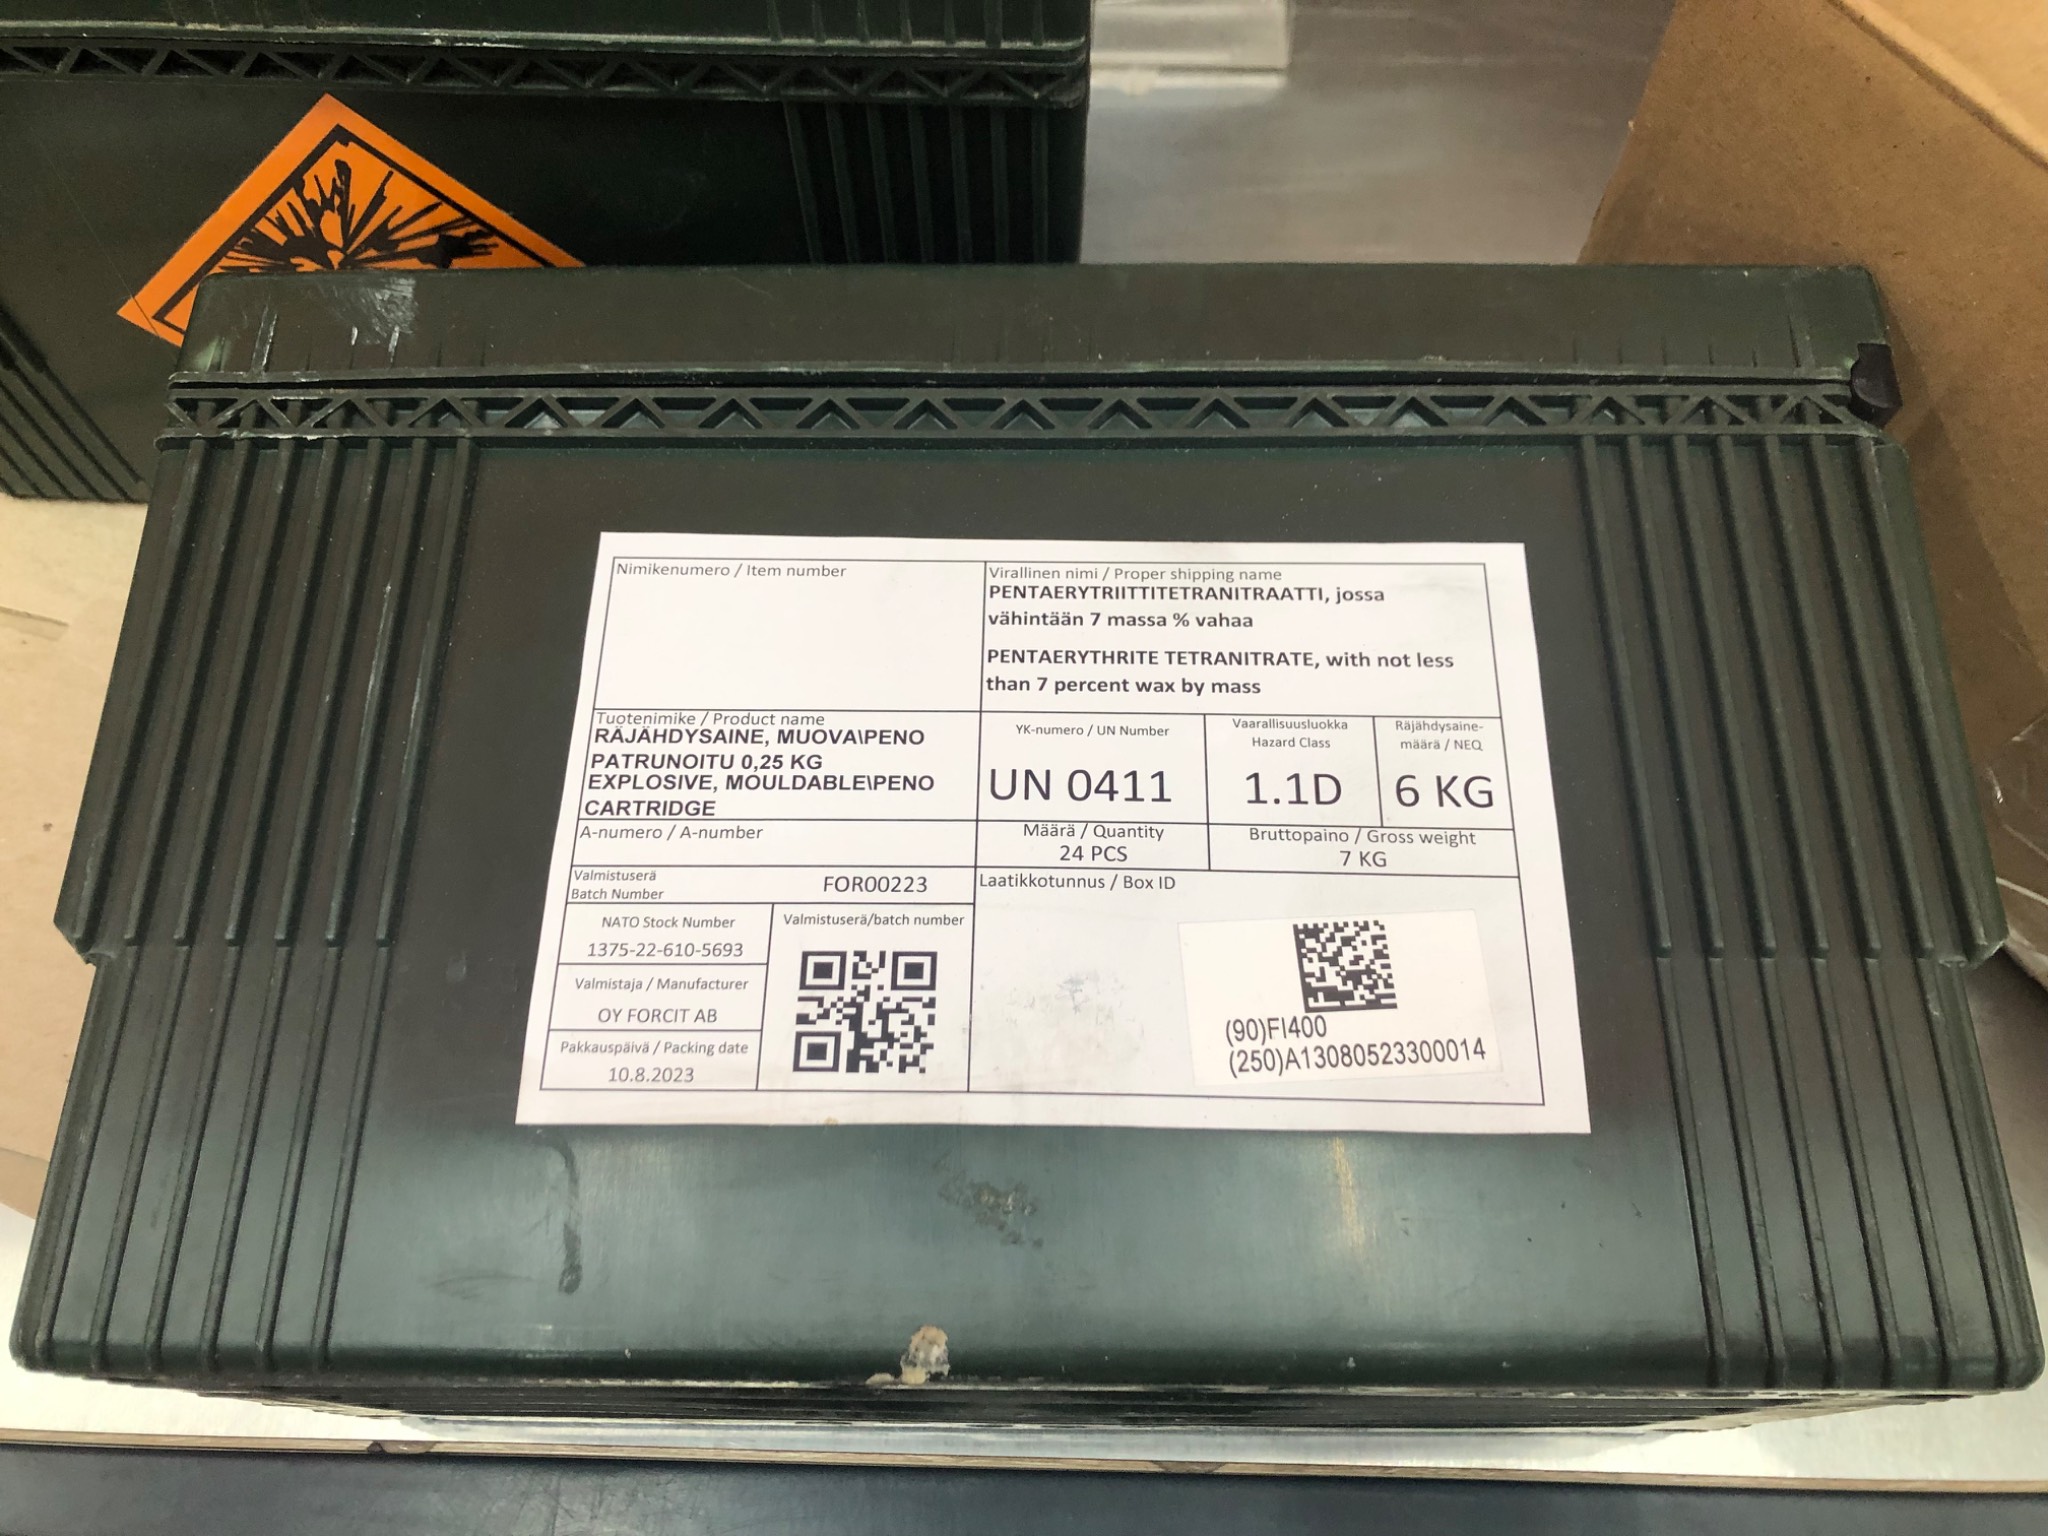 Nimikenumero / Item number
Virallinen nimi / Proper shipping name
PENTAERYTRIITTITETRANITRAATTI, jossa
vähintään 7 massa % vahaa
PENTAERYTHRITE TETRANITRATE, with not less
than 7 percent wax by mass
Tuotenimike / Product name
RÄJÄHDYSAINE, MUOVA\PENO
PATRUNOITU 0,25 KG
EXPLOSIVE, MOULDABLE\PENO
CARTRIDGE
YK-numero / UN Number
UN 0411
Vaarallisuusluokka
Hazard Class
1.1D
Räjähdysaine-
määrä / NEQ
6 KG
A-numero / A-number
Määrä / Quantity
24 PCS
Bruttopaino / Gross weight
7 KG
Valmistuserä
Batch Number
FOR00223
Laatikkotunnus / Box ID
NATO Stock Number
1375-22-610-5693
Valmistuserä/batch number
Valmistaja / Manufacturer
OY FORCIT AB
Pakkauspäivä / Packing date
10.8.2023
(90)FI400
(250)A13080523300014